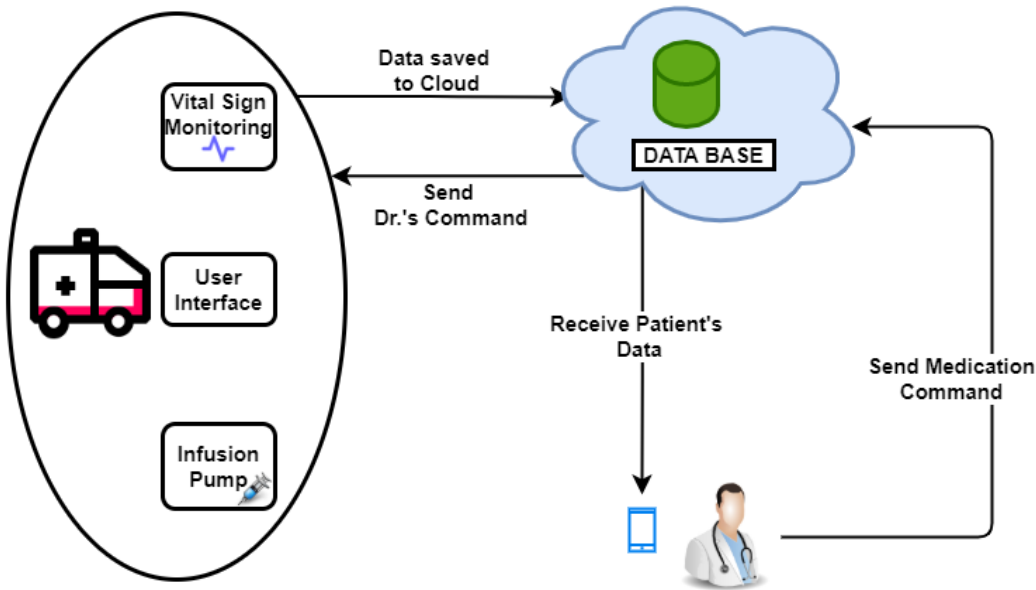 Data saved
to Cloud
Vital Sign
Monitoring
DATA BASE
Send
Dr.'s Command
User
Interface
Receive Patient's
Data
Send Medication
Command
Infusion
Pump